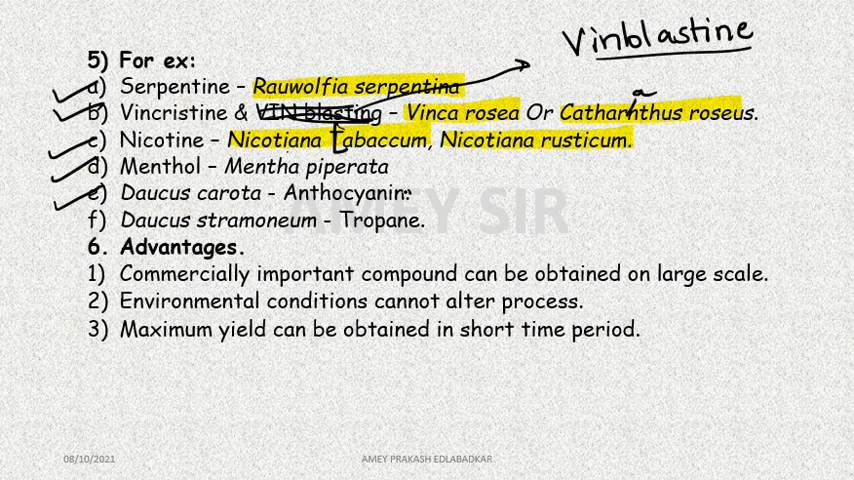 Vinblastine
5) For ex:
a) Serpentine – Rauwolfia serpentina
b) Vincristine & VIN blasting – Vinca rosea Or Catharnthus roseus.
a
c) Nicotine – Nicotiana Tabaccum, Nicotiana rusticum.
d) Menthol – Mentha piperata
e) Daucus carota - Anthocyanin.
f) Daucus stramoneum - Tropane.
AMEY SIR
6. Advantages.
1) Commercially important compound can be obtained on large scale.
2) Environmental conditions cannot alter process.
3) Maximum yield can be obtained in short time period.
08/10/2021 AMEY PRAKASH EDLABADKAR